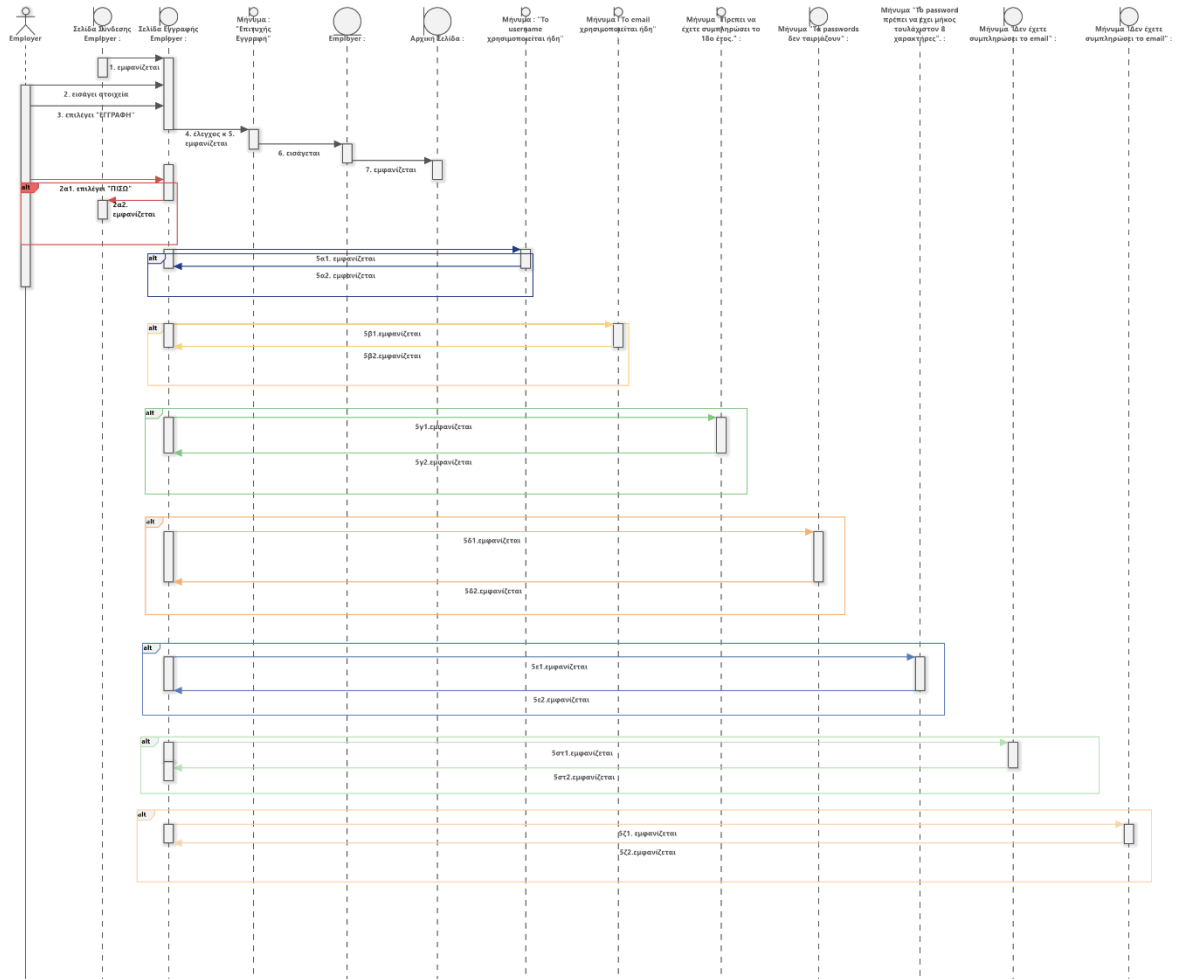 Employer
Σελίδα Σύνδεσης
Employer :
Σελίδα Εγγραφής
Employer :
Μήνυμα :
"Επιτυχής
Εγγραφή"
Employer :
Αρχική Σελίδα :
Μήνυμα : "Το
username
χρησιμοποιείται ήδη"
Μήνυμα "Το email
χρησιμοποιείται ήδη"
Μήνυμα "Πρεπει να
έχετε συμπληρώσει το
18ο έτος." :
Μήνυμα "Τα passwords
δεν ταιριάζουν" :
Μήνυμα "Το password
πρέπει να έχει μήκος
τουλάχιστον 8
χαρακτήρες". :
Μήνυμα "Δεν έχετε
συμπληρώσει το email" :
Μήνυμα "Δεν έχετε
συμπληρώσει το email" :
1. εμφανίζεται
2. εισάγει στοιχεία
3. επιλέγει "ΕΓΓΡΑΦΗ"
4. έλεγχος κ 5.
εμφανίζεται
6. εισάγεται
7. εμφανίζεται
alt
2α1. επιλέγει "ΠΙΣΩ"
2α2.
εμφανίζεται
alt
5α1. εμφανίζεται
5α2. εμφανίζεται
alt
5β1.εμφανίζεται
5β2.εμφανίζεται
alt
5γ1.εμφανίζεται
5γ2.εμφανίζεται
alt
5δ1.εμφανίζεται
5δ2.εμφανίζεται
alt
5ε1.εμφανίζεται
5ε2.εμφανίζεται
alt
5στ1.εμφανίζεται
5στ2.εμφανίζεται
alt
5ζ1. εμφανίζεται
5ζ2.εμφανίζεται